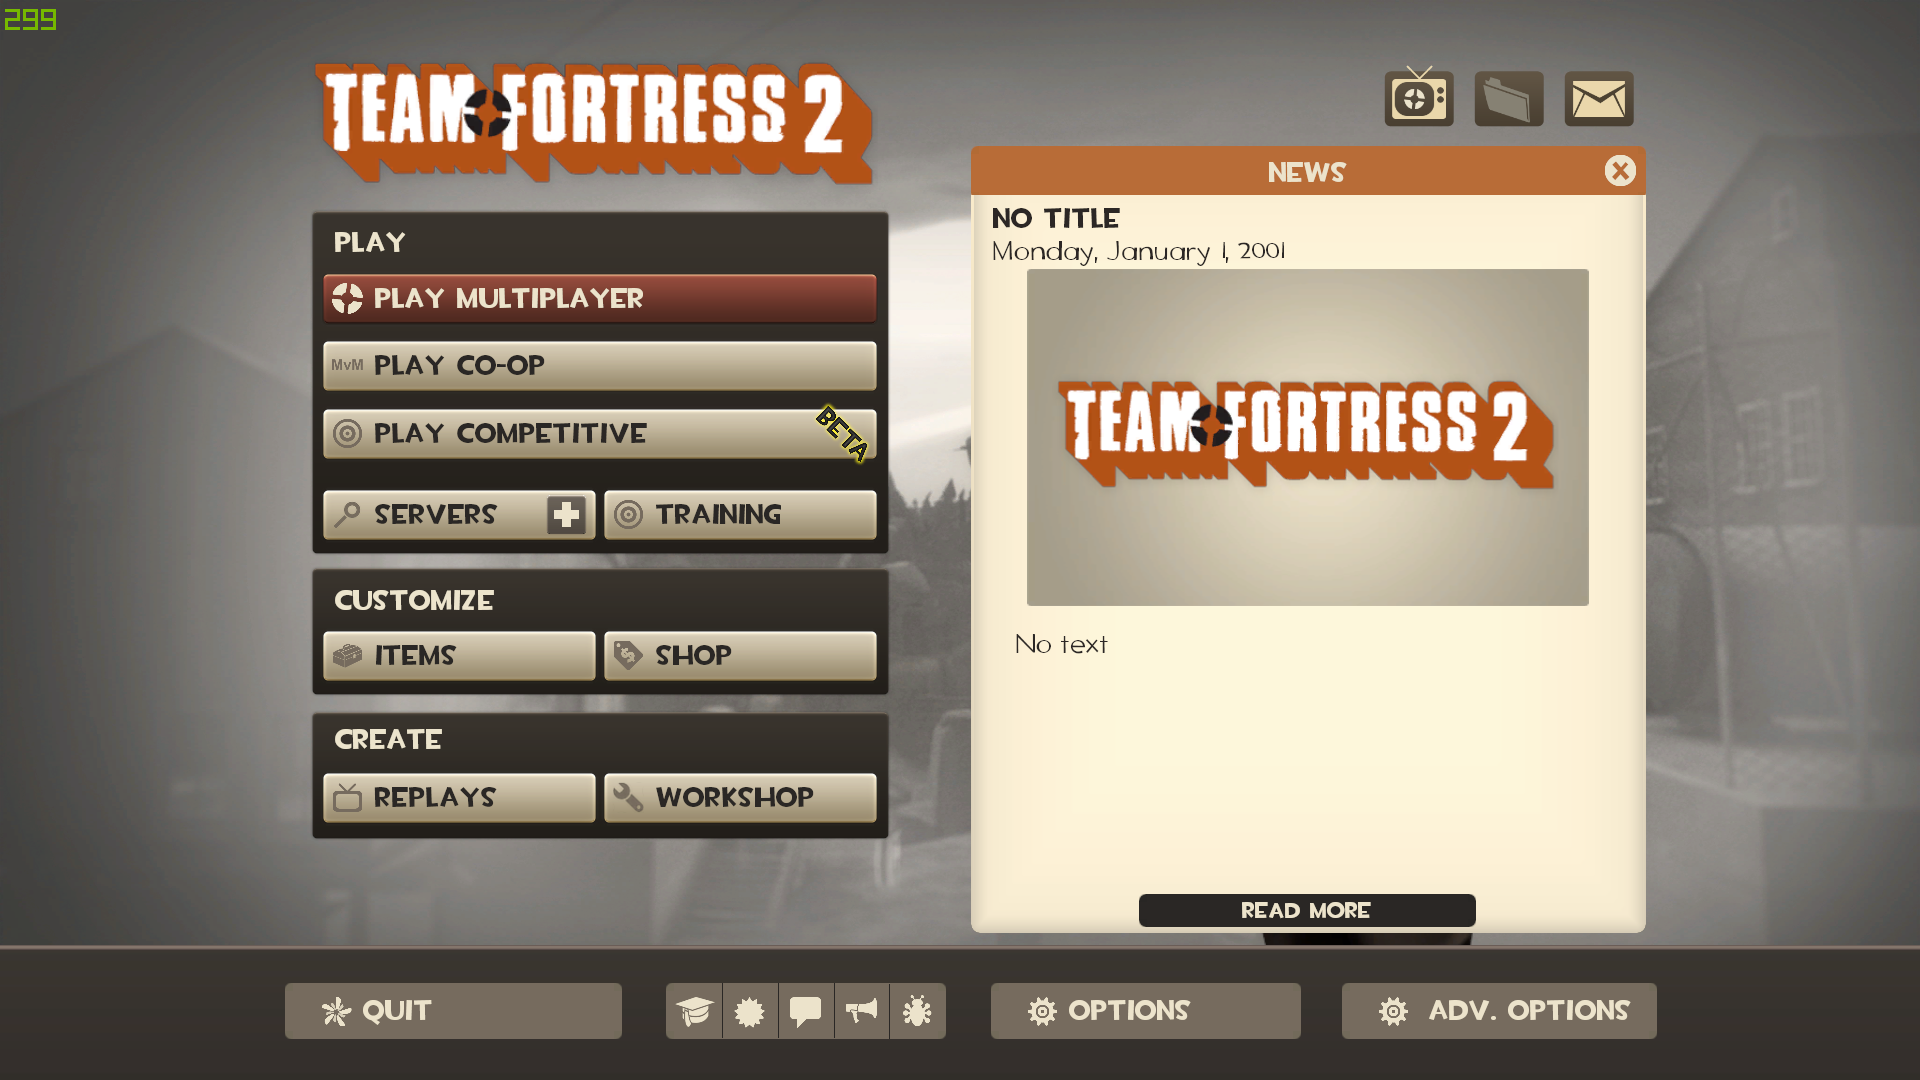 299
TEAM FORTRESS 2
PLAY
PLAY MULTIPLAYER
MvM PLAY CO-OP
PLAY COMPETITIVE
BETA
SERVERS
TRAINING
CUSTOMIZE
ITEMS
SHOP
CREATE
REPLAYS
WORKSHOP
NEWS
NO TITLE
Monday, January 1, 2001
TEAM FORTRESS 2
No text
READ MORE
QUIT
OPTIONS
ADV. OPTIONS